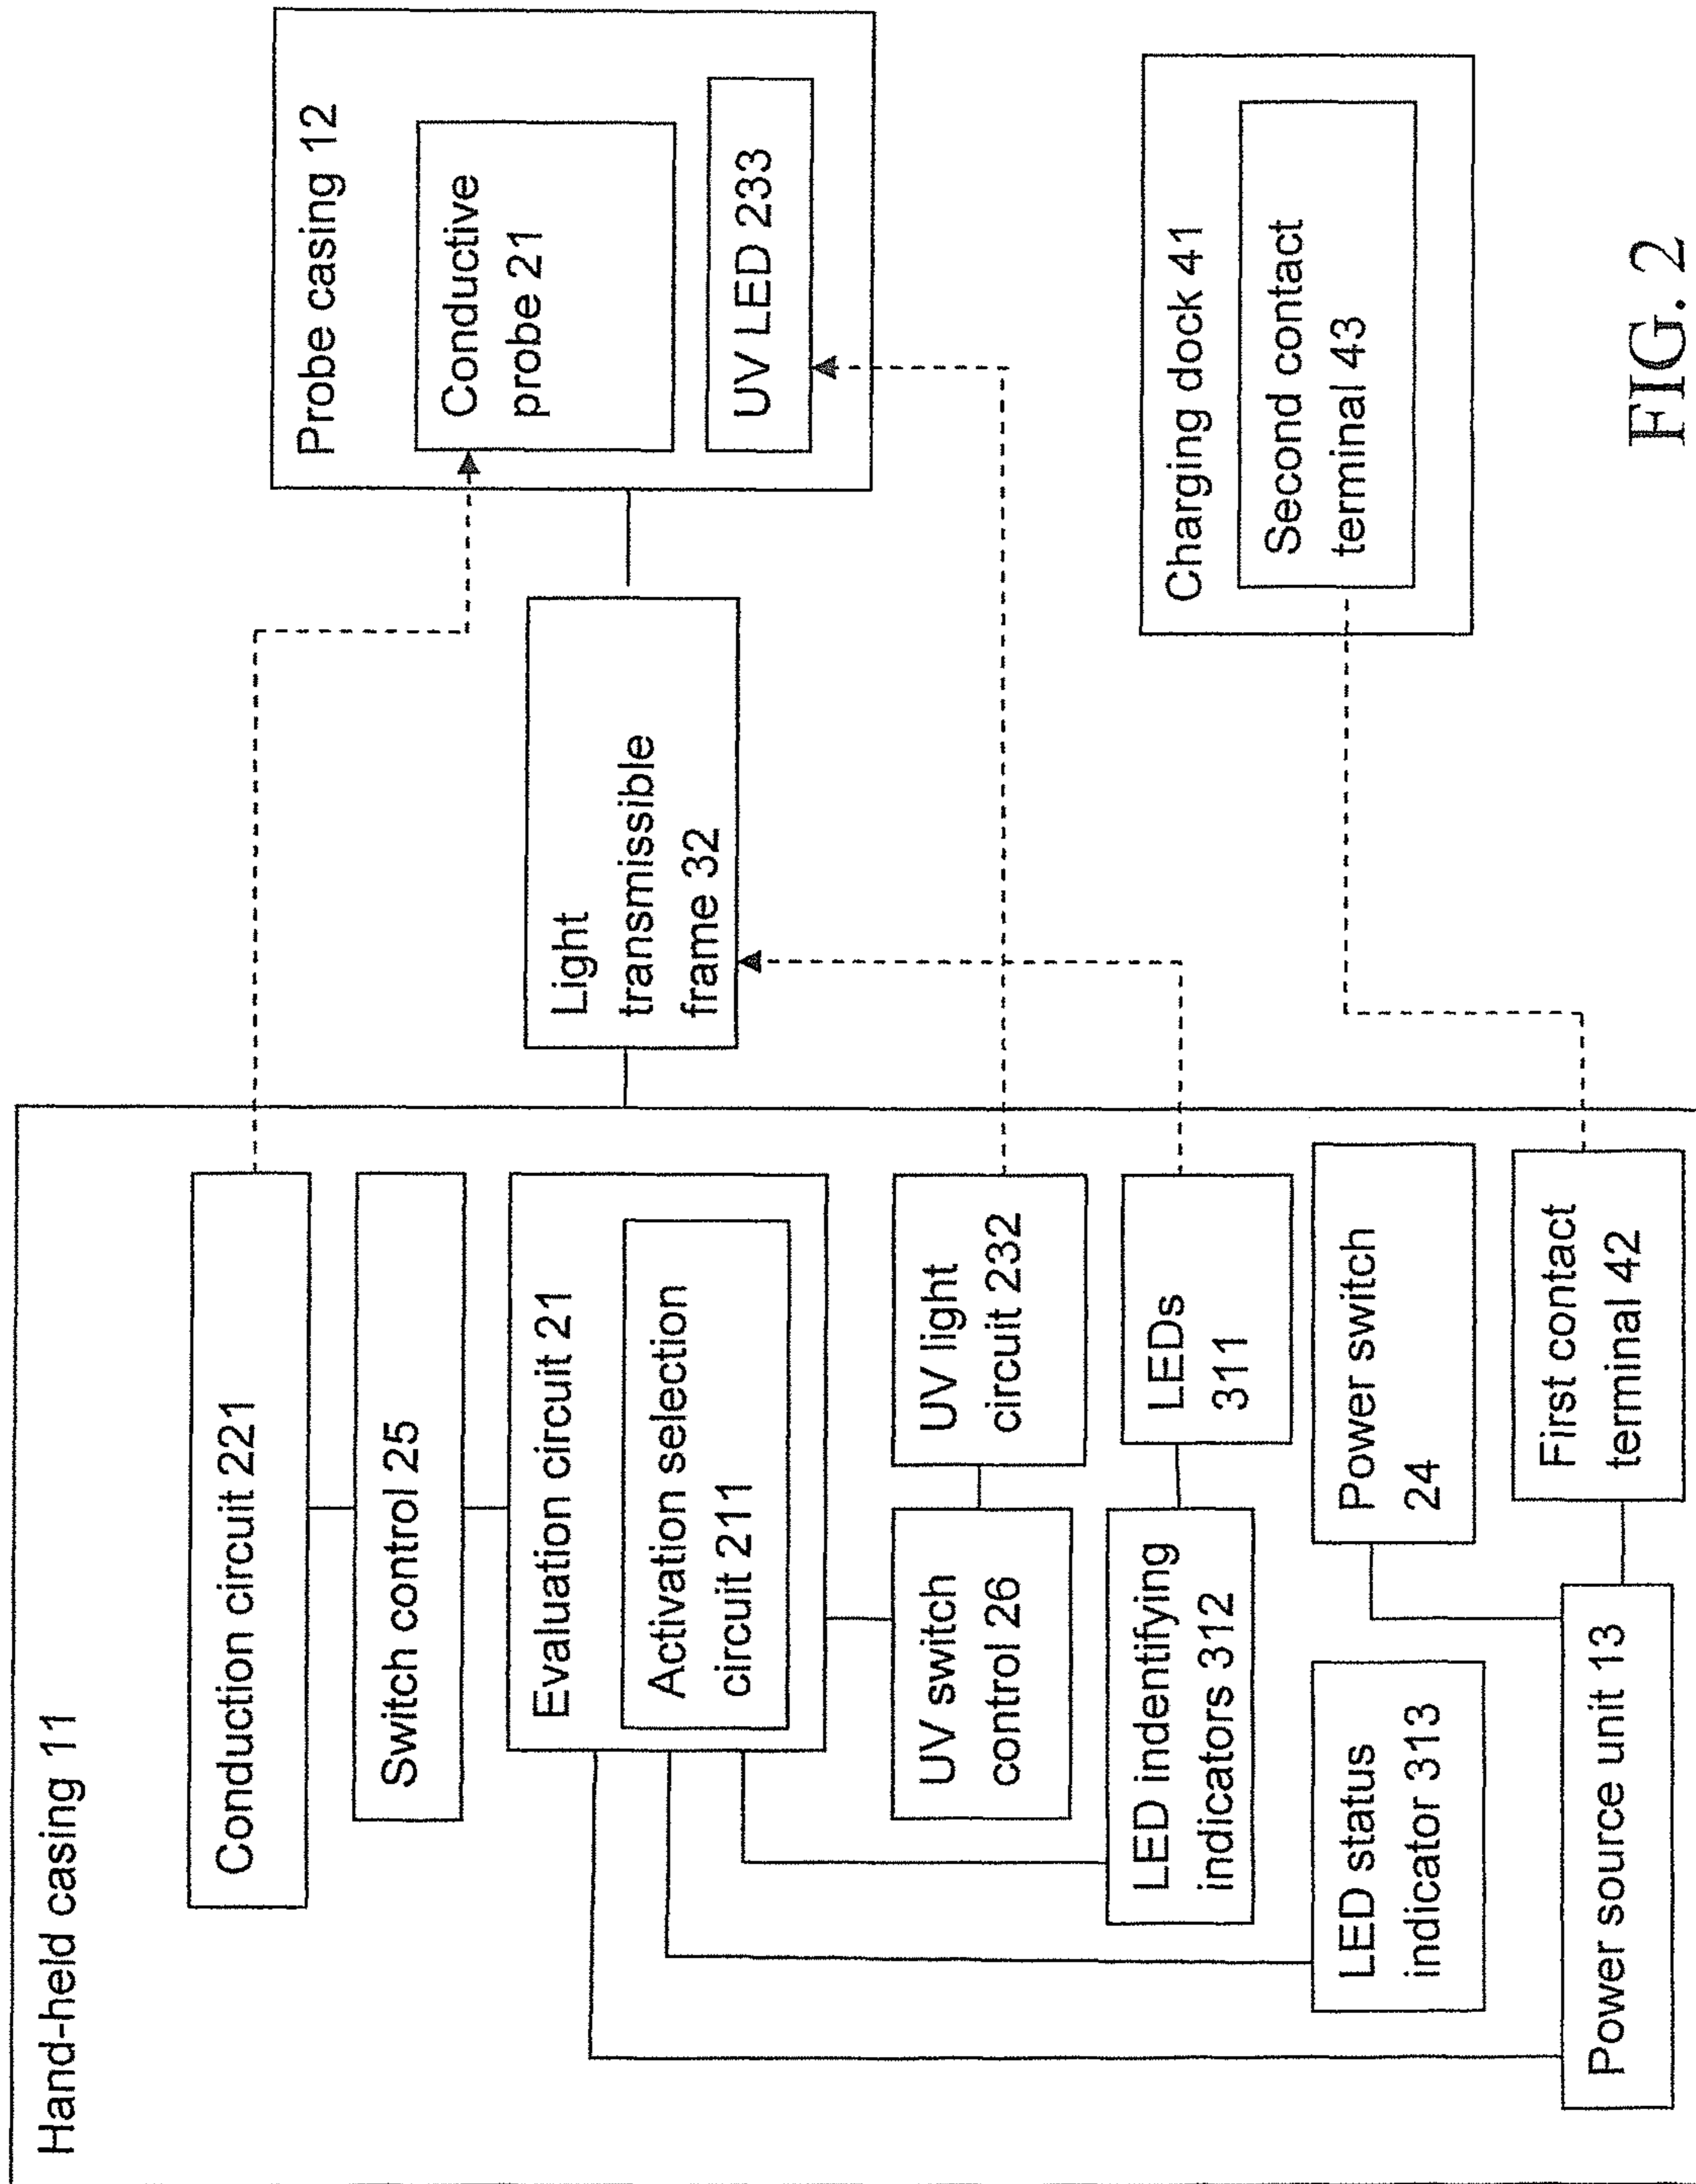 Hand-held casing 11
Conduction circuit 221
Switch control 25
Evaluation circuit 21
Activation selection
circuit 211
UV switch
control 26
UV light
circuit 232
LED indentifying
indicators 312
LEDs
311
LED status
indicator 313
Power switch
24
Power source unit 13
First contact
terminal 42
Light
transmissible
frame 32
Probe casing 12
Conductive
probe 21
UV LED 233
Charging dock 41
Second contact
terminal 43
FIG. 2